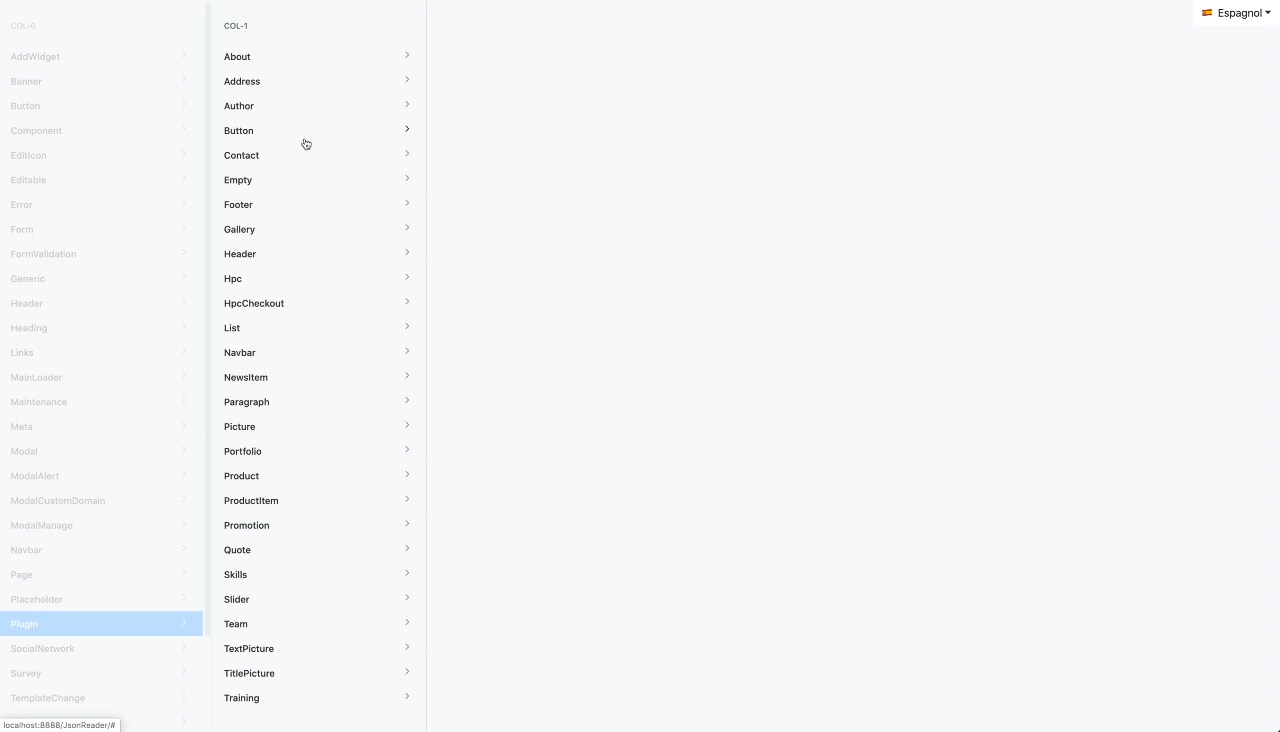 COL-0
AddWidget
Banner
Button
Component
EditIcon
Editable
Error
Form
FormValidation
Generic
Header
Heading
Links
MainLoader
Maintenance
Meta
Modal
ModalAlert
ModalCustomDomain
ModalManage
Navbar
Page
Placeholder
Plugin
SocialNetwork
Survey
TemplateChange
localhost:8888/JsonReader/#
COL-1
About
Address
Author
Button
Contact
Empty
Footer
Gallery
Header
Hpc
HpcCheckout
List
Navbar
NewsItem
Paragraph
Picture
Portfolio
Product
ProductItem
Promotion
Quote
Skills
Slider
Team
TextPicture
TitlePicture
Training
Espagnol